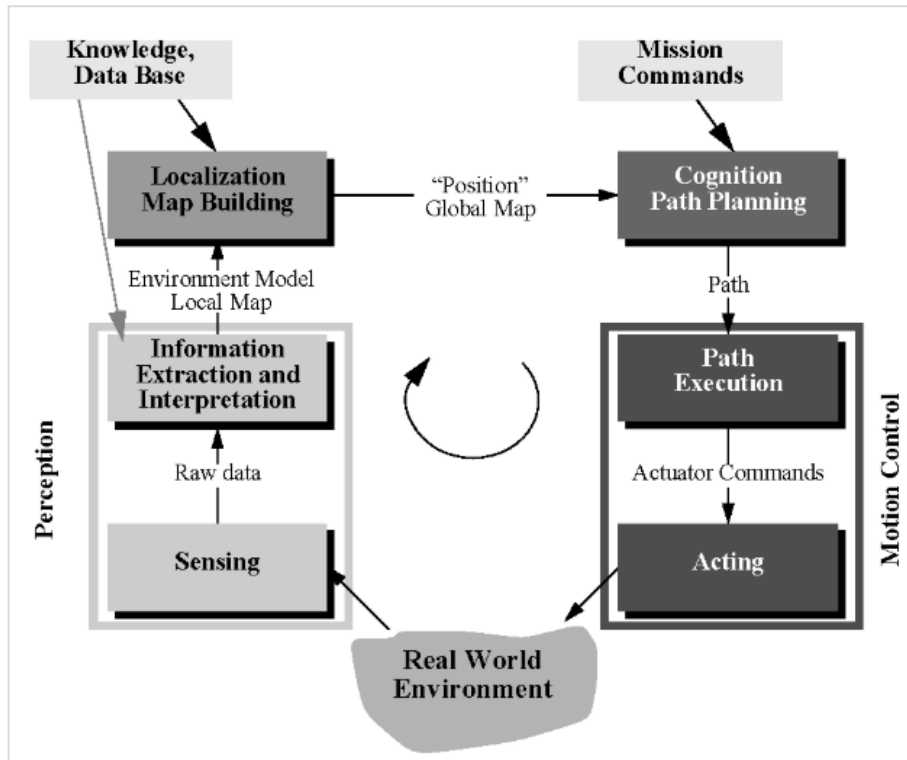 Knowledge,
Data Base
Mission
Commands
Localization
Map Building
“Position”
Global Map
Cognition
Path Planning
Environment Model
Local Map
Path
Information
Extraction and
Interpretation
Path
Execution
Perception
Raw data
Actuator Commands
Motion Control
Sensing
Acting
Real World
Environment